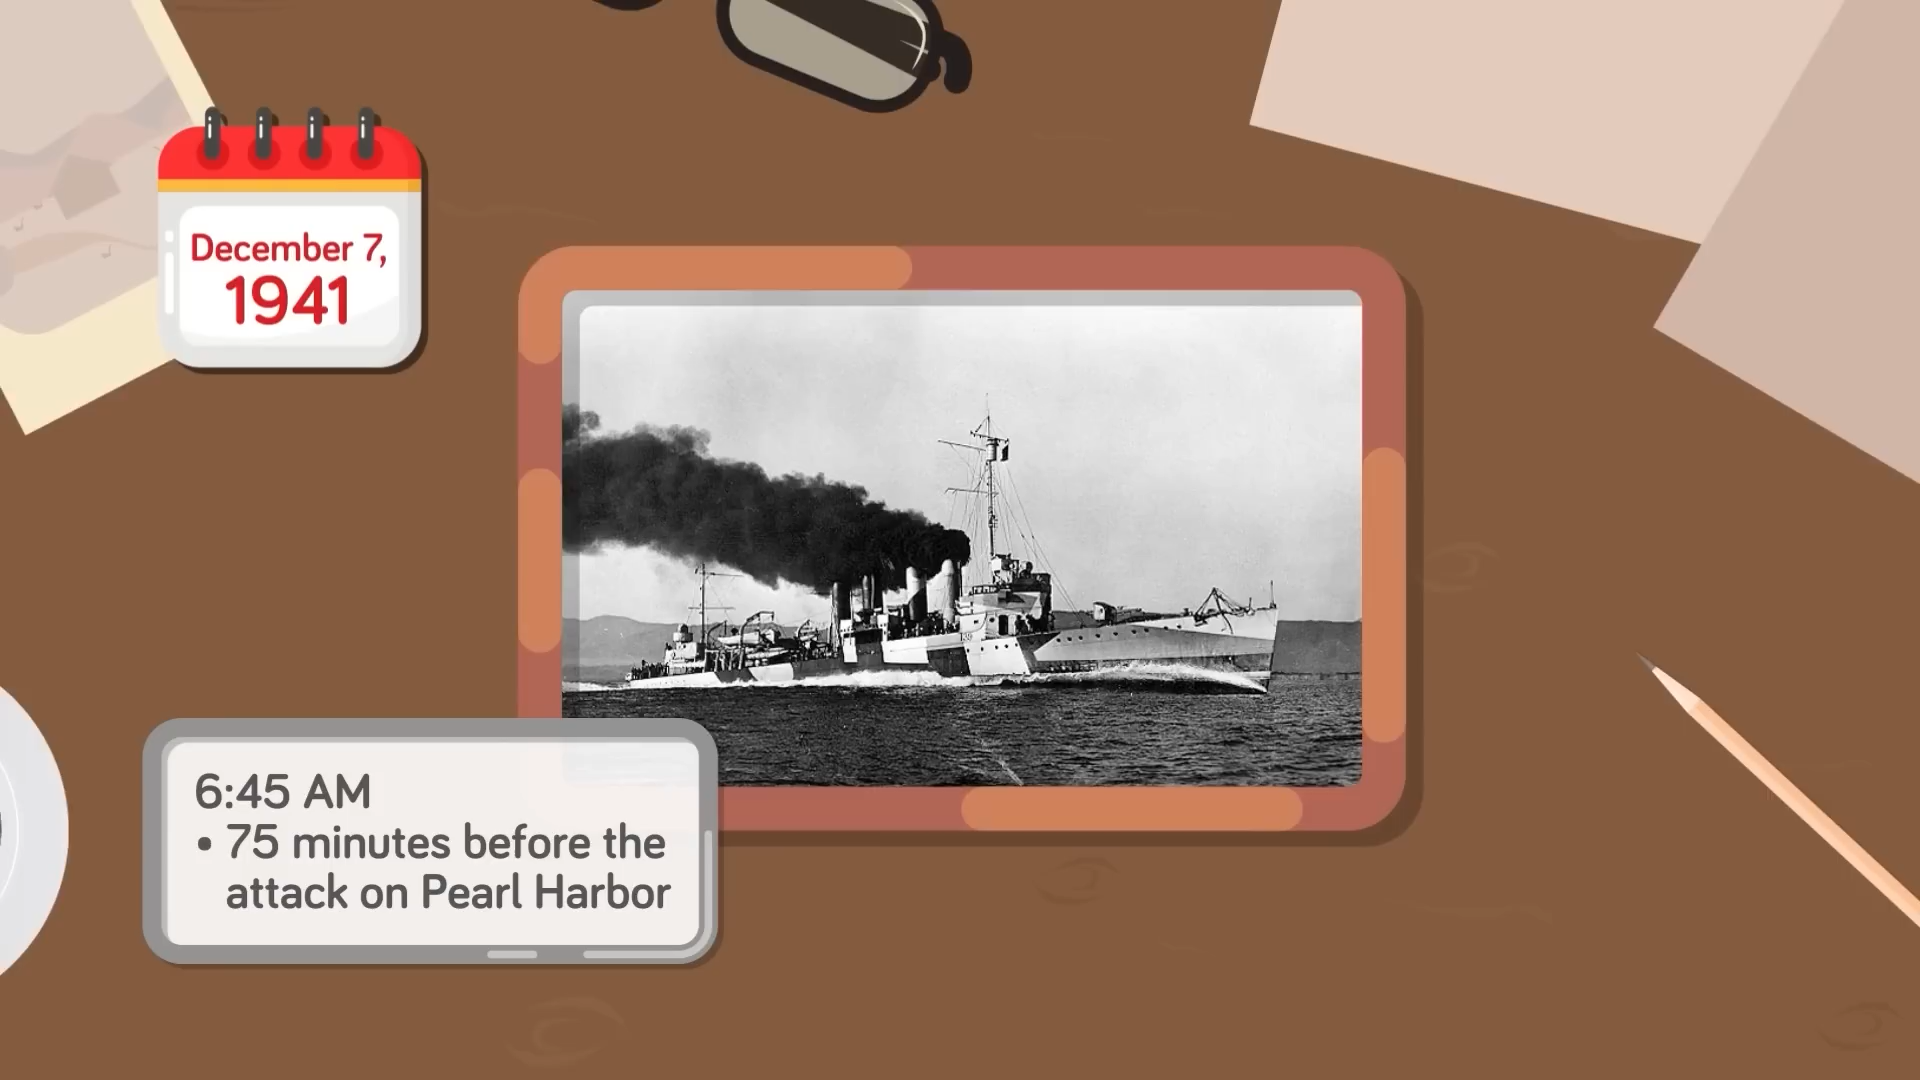 December 7,
1941
6:45 AM
• 75 minutes before the
attack on Pearl Harbor